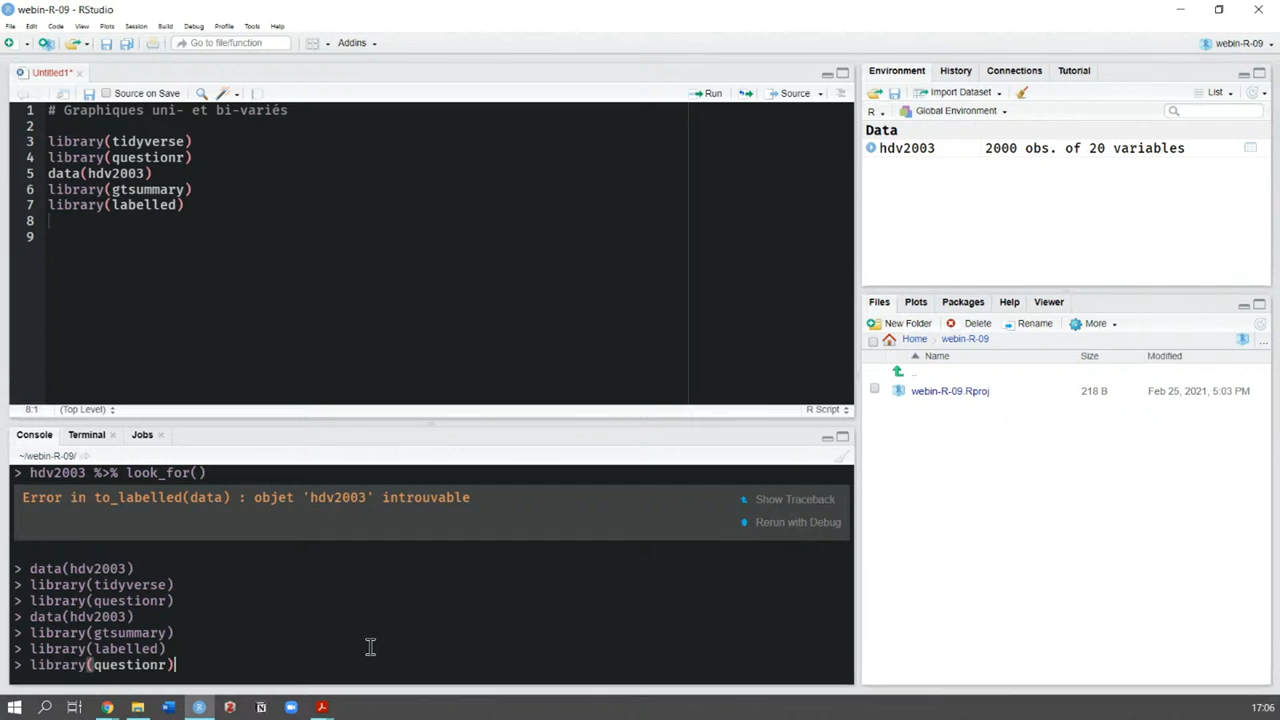 webin-R-09 - RStudio
File Edit Code View Plots Session Build Debug Profile Tools Help
Go to file/function Addins webin-R-09
Untitled1*
Source on Save Run Source
1 # Graphiques uni- et bi-variés
2
3 library(tidyverse)
4 library(questionr)
5 data(hdv2003)
6 library(gtsummary)
7 library(labelled)
8
9
8:1 (Top Level) R Script
Console Terminal Jobs
~/webin-R-09/
> hdv2003 %>% look_for()
Error in to_labelled(data) : objet 'hdv2003' introuvable
Show Traceback
Rerun with Debug
> data(hdv2003)
> library(tidyverse)
> library(questionr)
> data(hdv2003)
> library(gtsummary)
> library(labelled)
> library(questionr)
Environment History Connections Tutorial
Import Dataset List
R Global Environment
Data
hdv2003 2000 obs. of 20 variables
Files Plots Packages Help Viewer
New Folder Delete Rename More
Home webin-R-09
Name Size Modified
..
webin-R-09.Rproj 218 B Feb 25, 2021, 5:03 PM
17:06